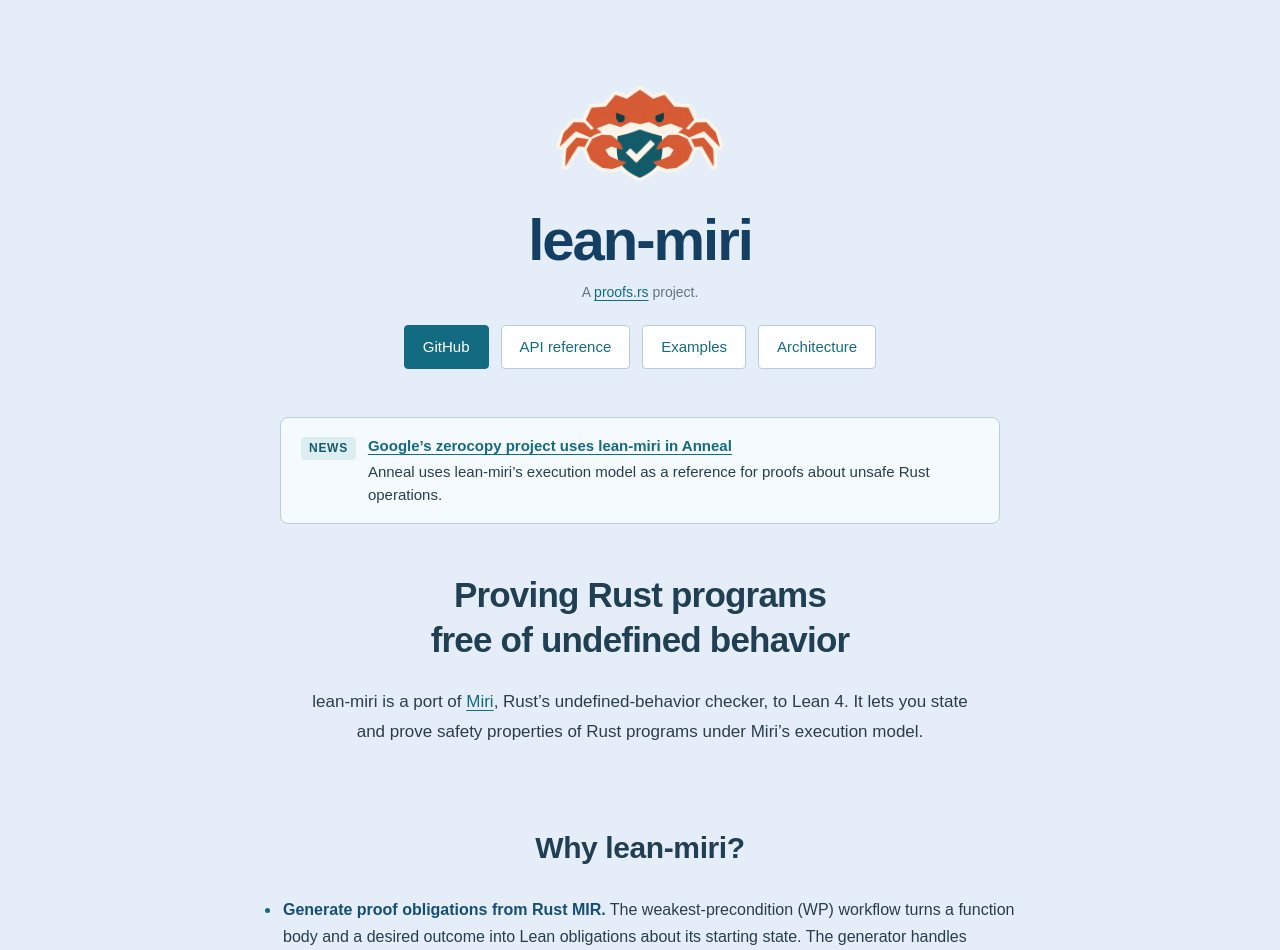 lean-miri
A proofs.rs project.
GitHub
API reference
Examples
Architecture
NEWS
Google’s zerocopy project uses lean-miri in Anneal
Anneal uses lean-miri’s execution model as a reference for proofs about unsafe Rust
operations.
Proving Rust programs
free of undefined behavior
lean-miri is a port of Miri, Rust’s undefined-behavior checker, to Lean 4. It lets you state
and prove safety properties of Rust programs under Miri’s execution model.
Why lean-miri?
• Generate proof obligations from Rust MIR. The weakest-precondition (WP) workflow turns a function
body and a desired outcome into Lean obligations about its starting state. The generator handles